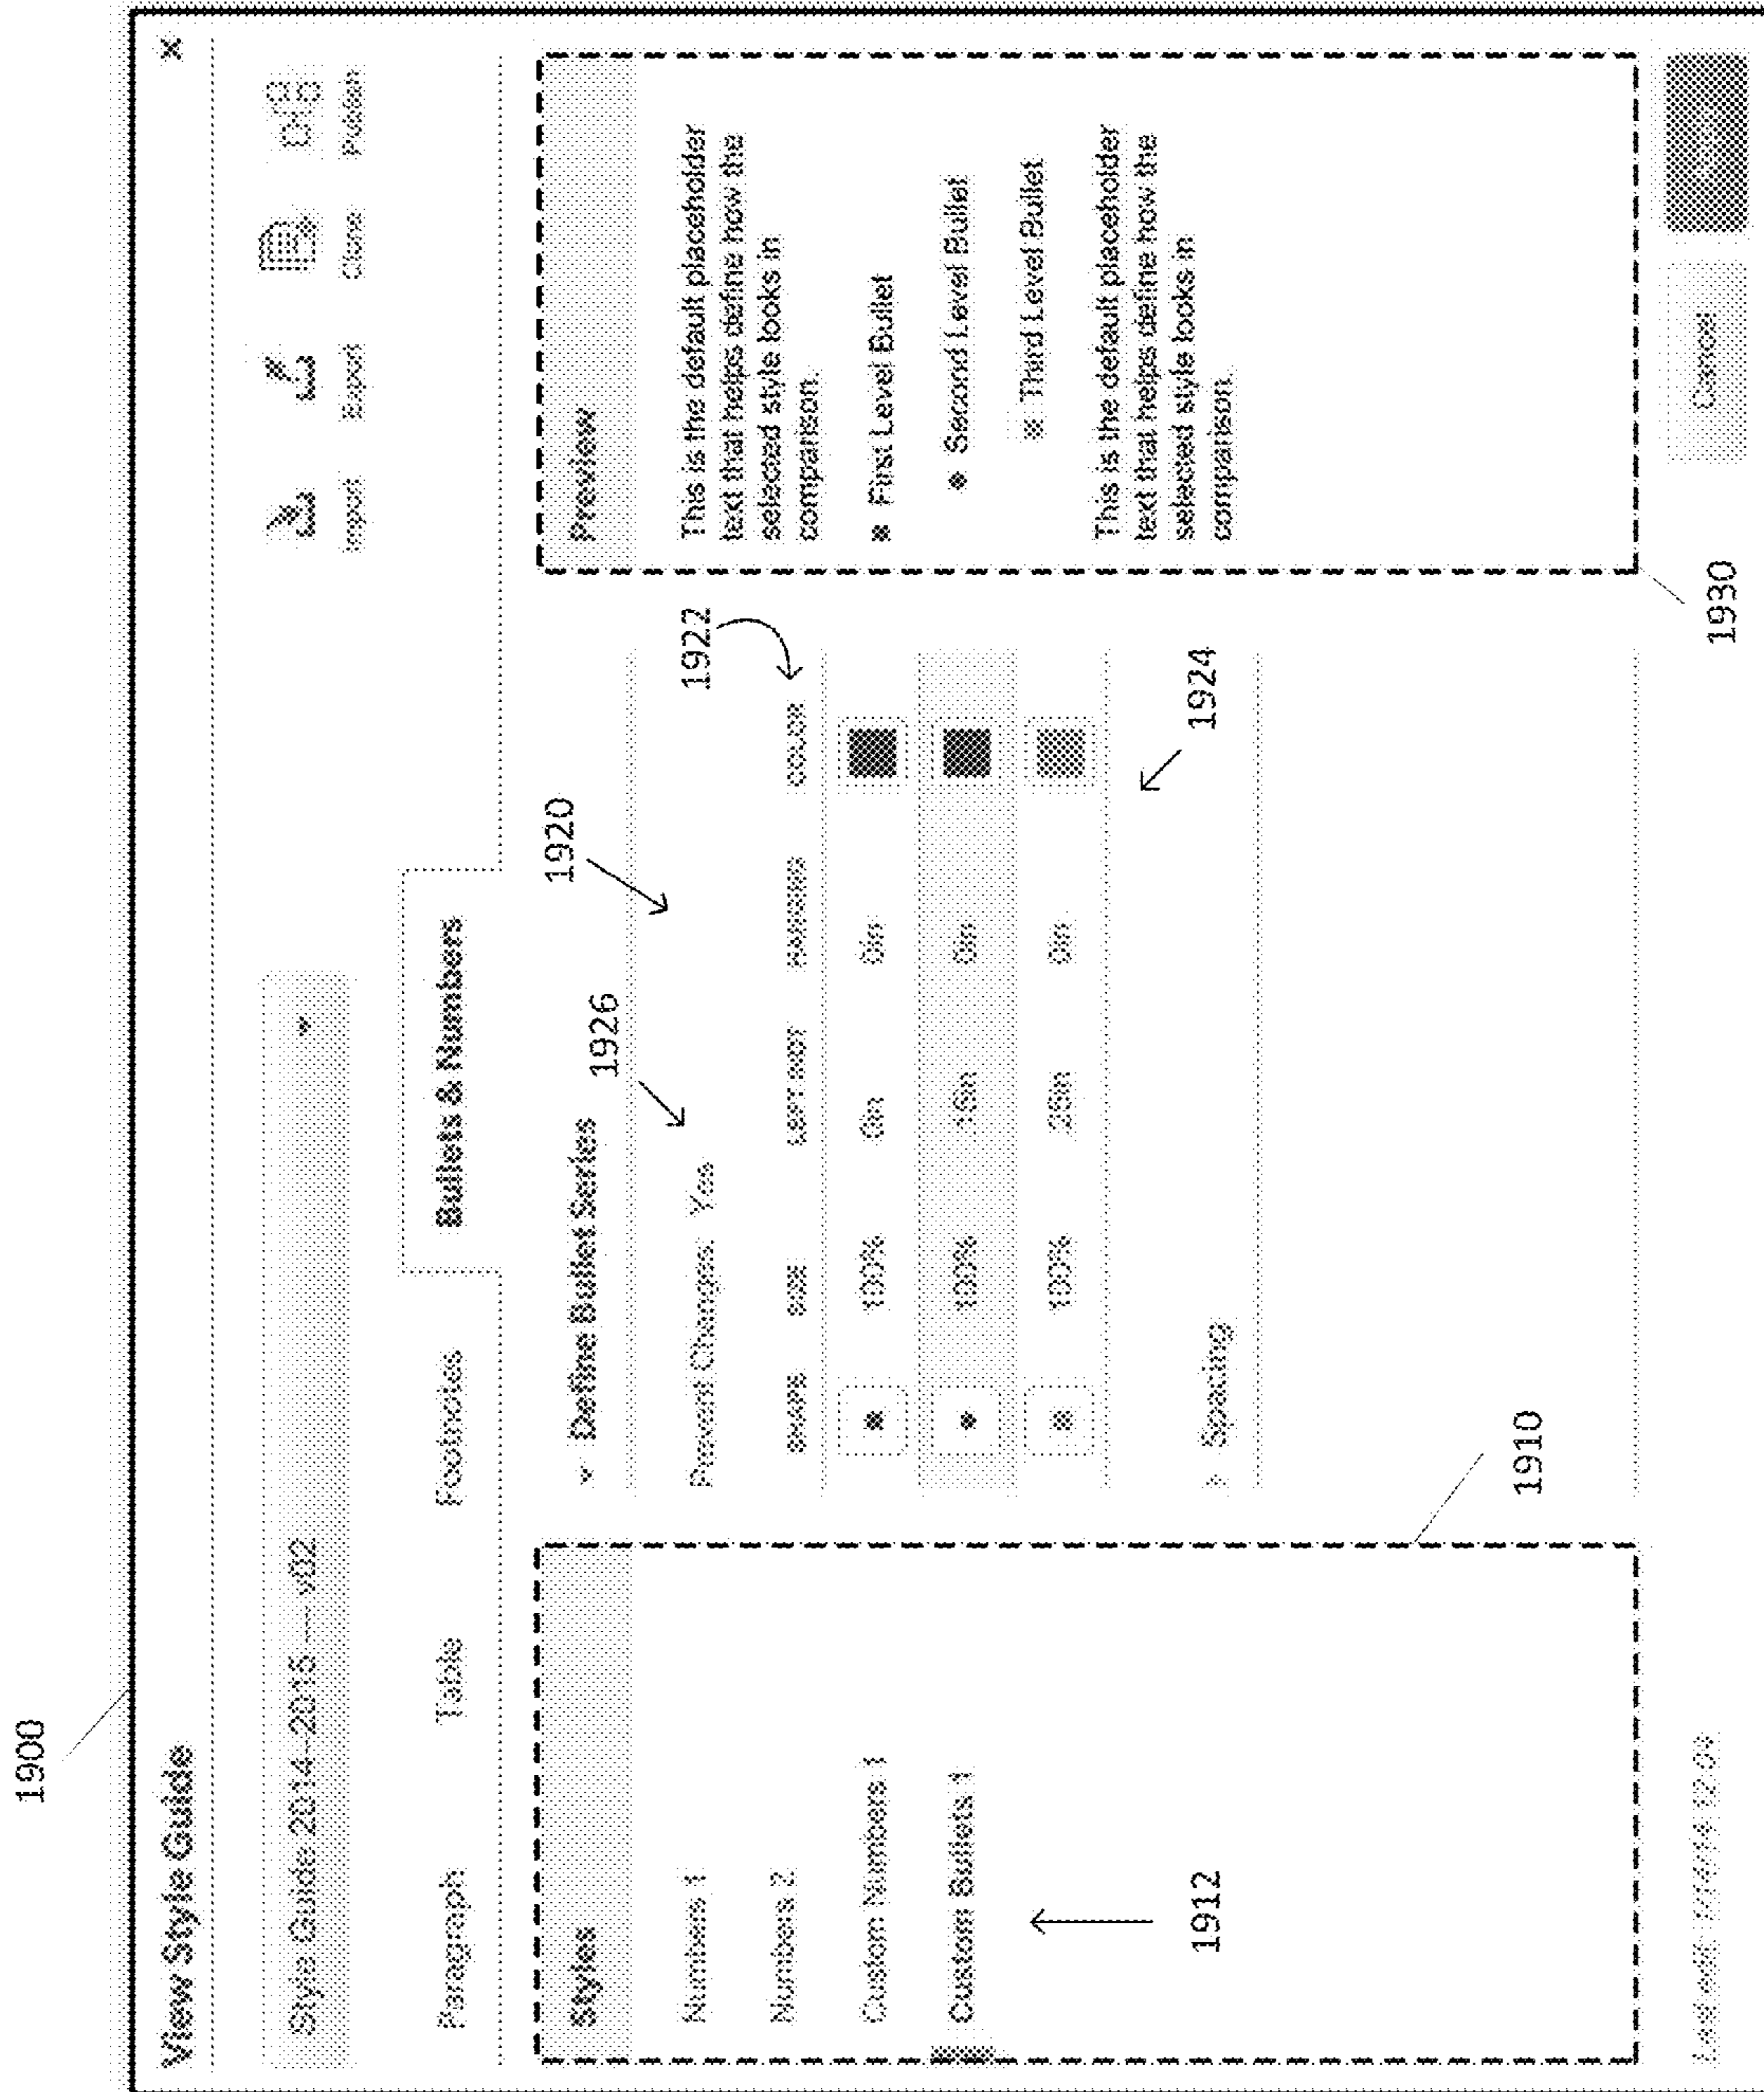 1900
View Style Guide
×
Style Guide 2014–2015 — v02
Import Export Clone Publish
Paragraph Table Footnotes Bullets & Numbers
Styles
Numbers 1
Numbers 2
Custom Numbers 1
Custom Bullets 1
1912
1910
Define Bullet Series
1926
1920
Prevent Changes: Yes
1922
SHAPE SIZE LEFT INDT HANGING COLOR
100% 0in 0in
100% .16in 0in
100% 0in
1924
Spacing
Preview
This is the default placeholder
text that helps define how the
selected style looks in
comparison.
First Level Bullet
Second Level Bullet
Third Level Bullet
This is the default placeholder
text that helps define how the
selected style looks in
comparison.
1930
Last edit:
Cancel